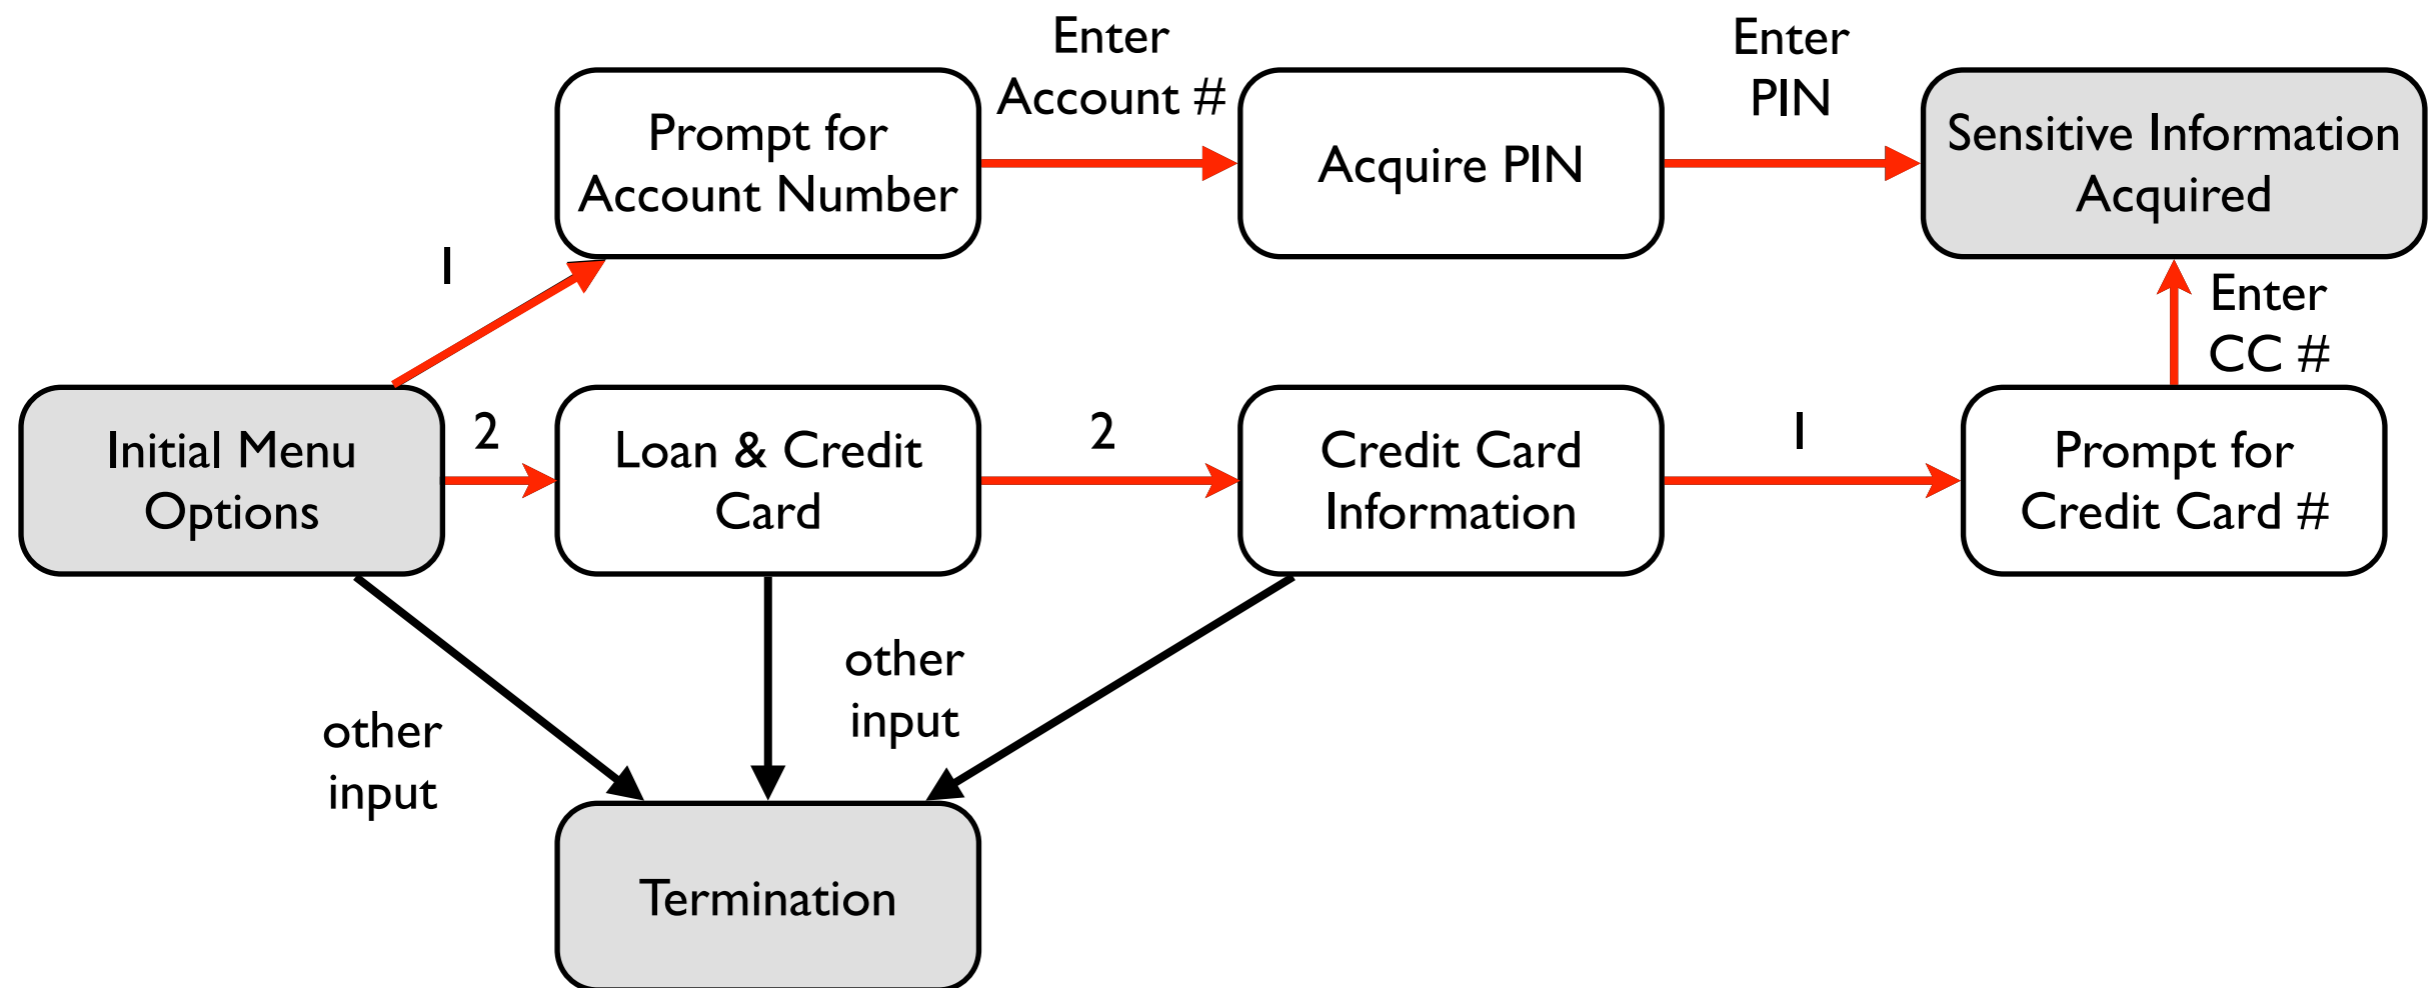 Enter
Account #
Enter
PIN
Prompt for
Account Number
Acquire PIN
Sensitive Information
Acquired
1
Enter
CC #
Initial Menu
Options
2
Loan & Credit
Card
2
Credit Card
Information
1
Prompt for
Credit Card #
other
input
other
input
Termination